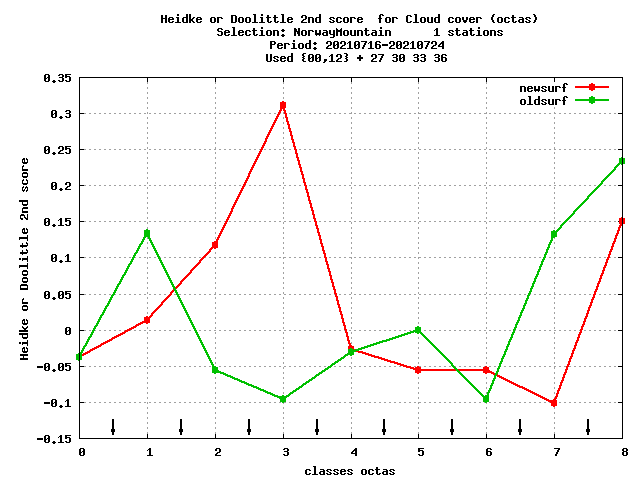 Heidke or Doolittle 2nd score  for Cloud cover (octas)
Selection: NorwayMountain      1 stations
Period: 20210716-20210724
Used {00,12} + 27 30 33 36
newsurf
oldsurf
0.35
0.3
0.25
0.2
0.15
0.1
0.05
0
-0.05
-0.1
-0.15
Heidke or Doolittle 2nd score
0 1 2 3 4 5 6 7 8
classes octas